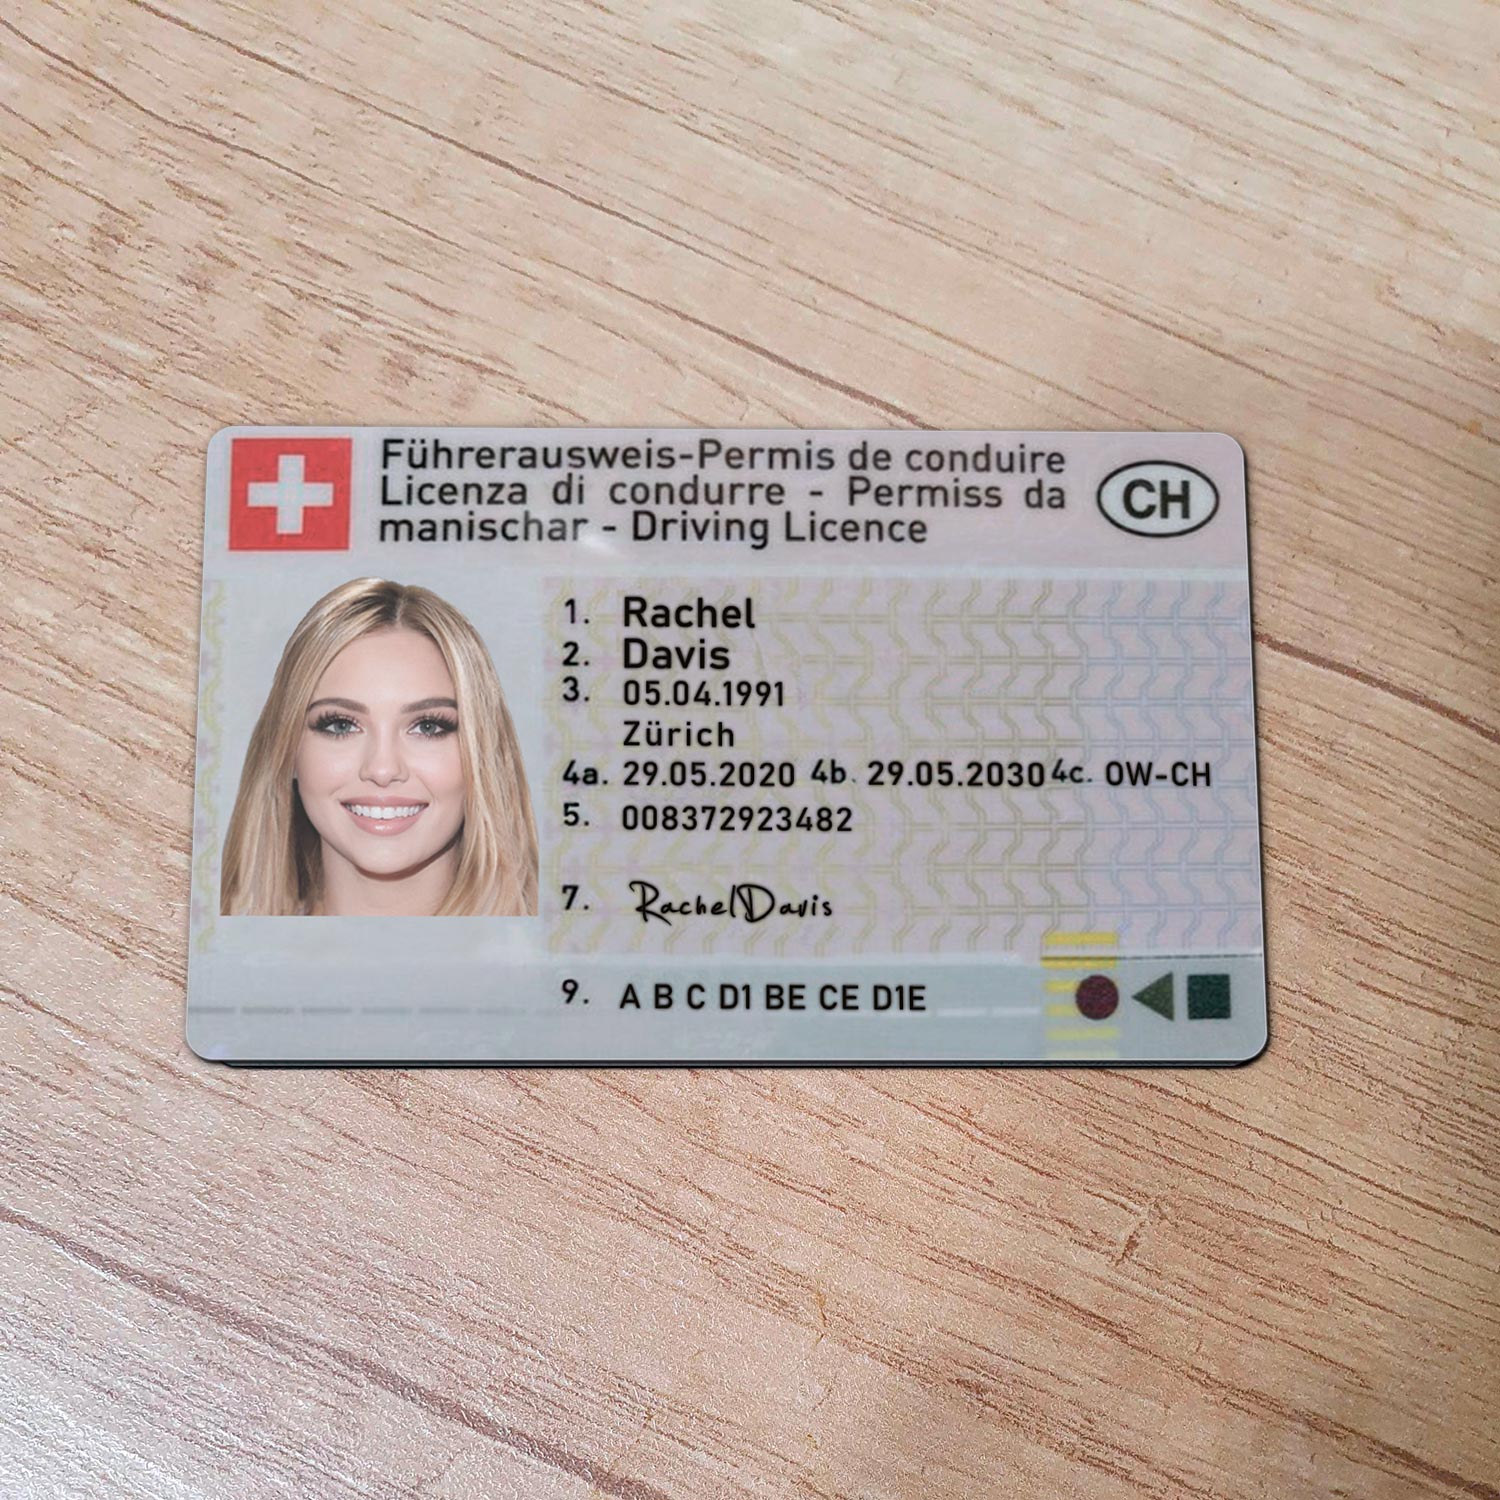 Führerausweis-Permis de conduire
Licenza di condurre - Permiss da
manischar - Driving Licence
CH
1. Rachel
2. Davis
3. 05.04.1991
Zürich
4a. 29.05.2020 4b. 29.05.2030 4c. OW-CH
5. 008372923482
7. Rachel Davis
9. A B C D1 BE CE D1E